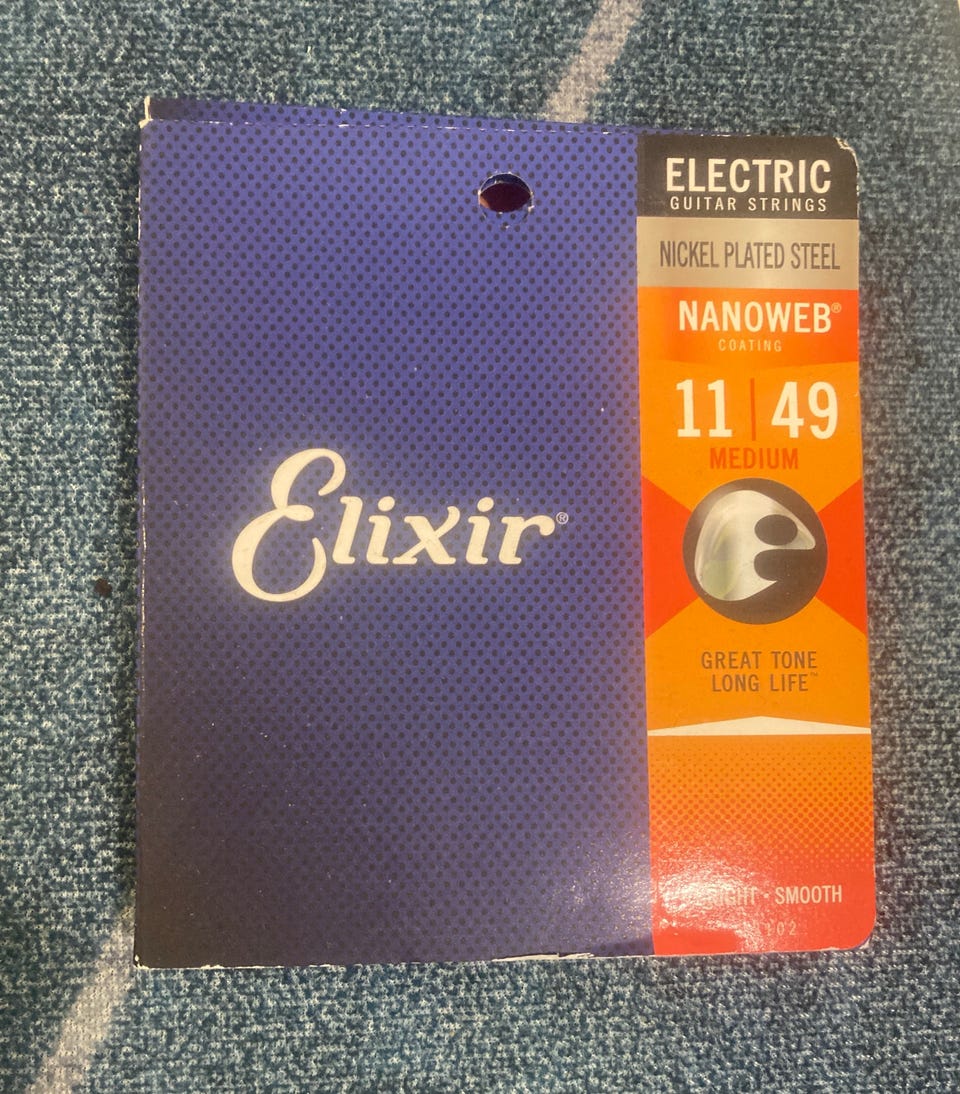 ELECTRIC
GUITAR STRINGS
NICKEL PLATED STEEL
NANOWEB®
COATING
11 | 49
MEDIUM
Elixir®
GREAT TONE
LONG LIFE™
• SMOOTH